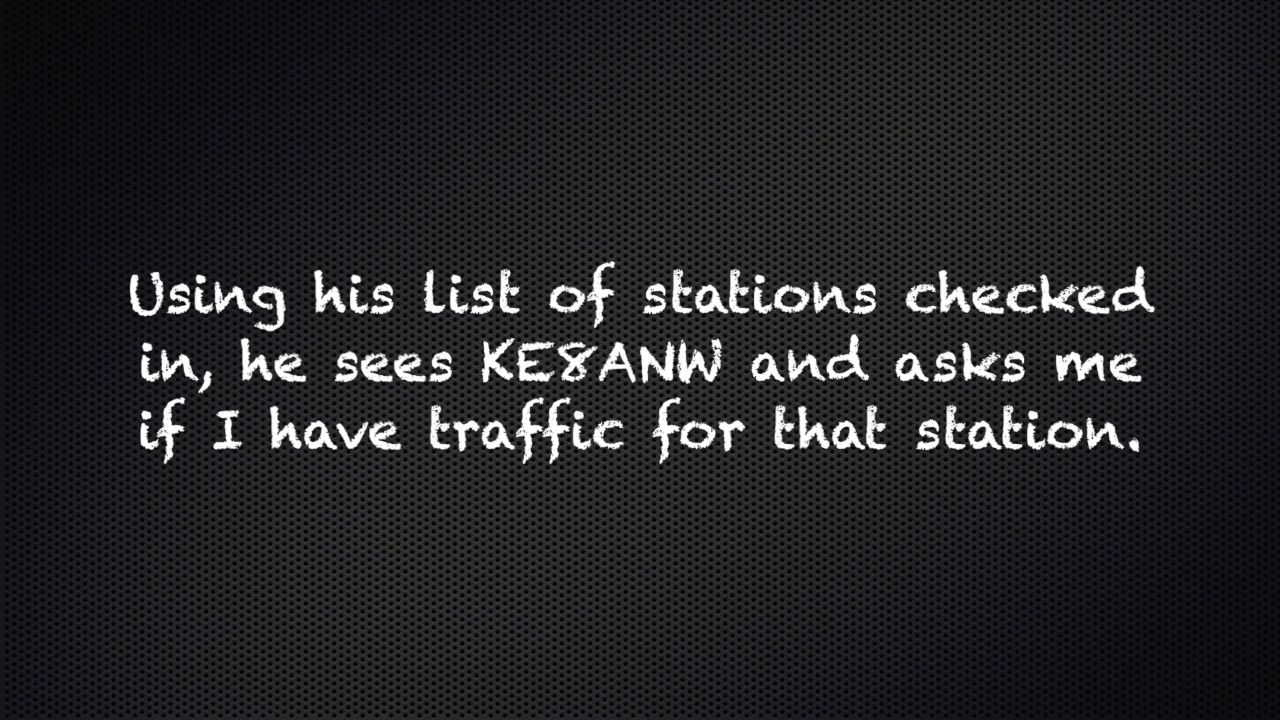 Using his list of stations checked
in, he sees KE8ANW and asks me
if I have traffic for that station.